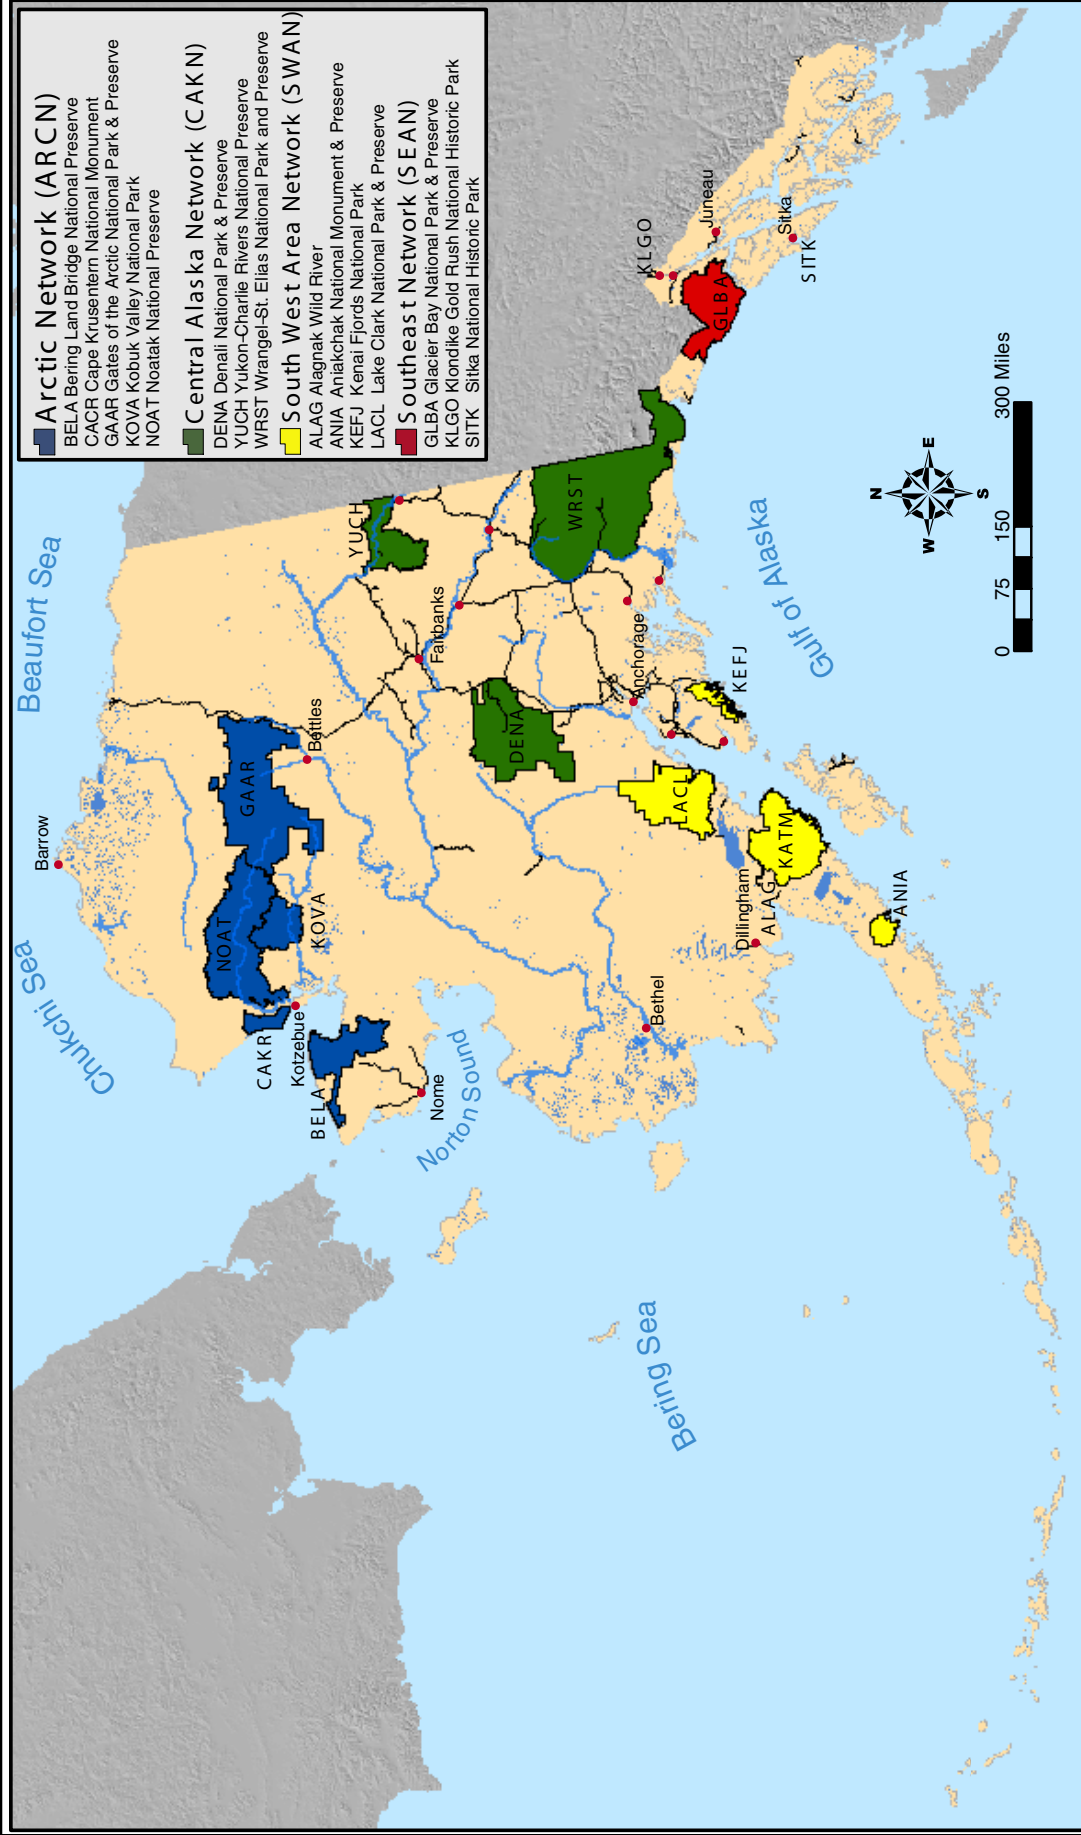 Arctic Network (ARCN)
BELA Bering Land Bridge National Preserve
CACR Cape Krusentern National Monument
GAAR Gates of the Arctic National Park & Preserve
KOVA Kobuk Valley National Park
NOAT Noatak National Preserve
Central Alaska Network (CAKN)
DENA Denali National Park & Preserve
YUCH Yukon-Charlie Rivers National Preserve
WRST Wrangel-St. Elias National Park and Preserve
South West Area Network (SWAN)
ALAG Alagnak Wild River
ANIA Aniakchak National Monument & Preserve
KEFJ Kenai Fjords National Park
LACL Lake Clark National Park & Preserve
Southeast Network (SEAN)
GLBA Glacier Bay National Park & Preserve
KLGO Klondike Gold Rush National Historic Park
SITK Sitka National Historic Park
Chukchi Sea
Barrow
Beaufort Sea
NOAT
GAAR
CAKR
Kotzebue
KOVA
Bettles
BELA
YUCH
Nome
Norton Sound
Fairbanks
DENA
WRST
Bethel
Anchorage
LACL
KEFJ
Dillingham
ALAG
KATM
ANIA
Bering Sea
Gulf of Alaska
KLGO
Juneau
GLBA
Sitka
SITK
N
W
E
S
0
75
150
300 Miles